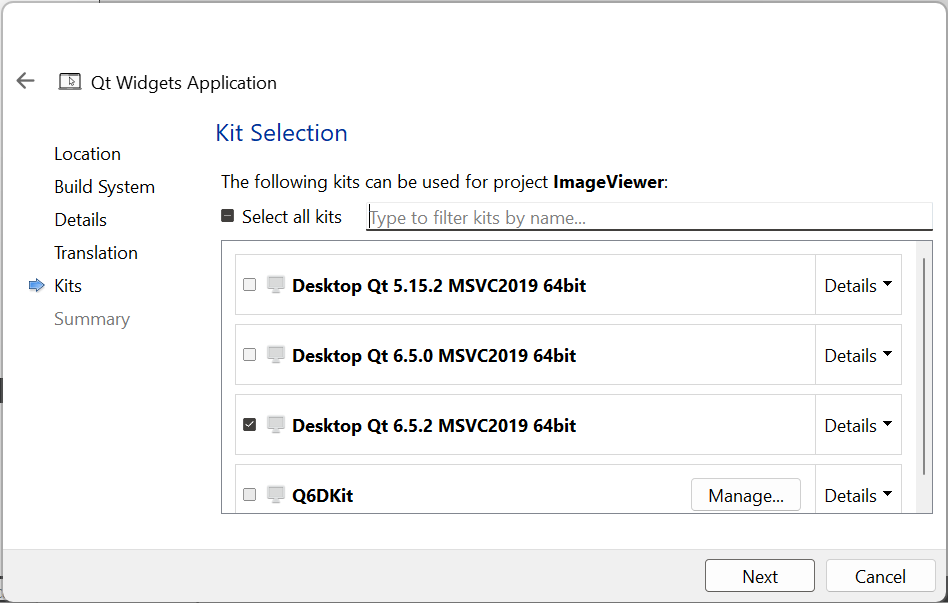 Qt Widgets Application
Kit Selection
Location
Build System
Details
Translation
Kits
Summary
The following kits can be used for project ImageViewer:
Select all kits
Type to filter kits by name...
Desktop Qt 5.15.2 MSVC2019 64bit
Details
Desktop Qt 6.5.0 MSVC2019 64bit
Details
Desktop Qt 6.5.2 MSVC2019 64bit
Details
Q6DKit
Manage...
Details
Next
Cancel